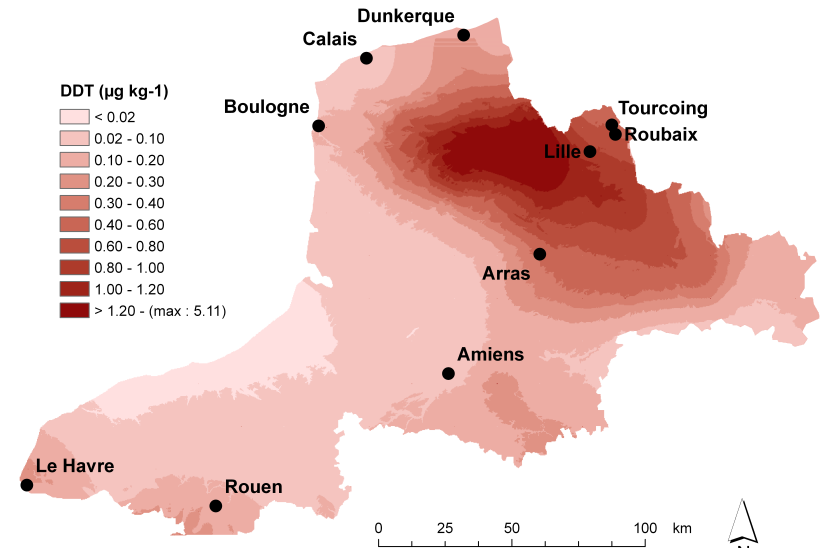 Dunkerque
Calais
DDT (µg kg-1)
Boulogne
Tourcoing
Roubaix
Lille
< 0.02
0.02 - 0.10
0.10 - 0.20
0.20 - 0.30
0.30 - 0.40
0.40 - 0.60
0.60 - 0.80
0.80 - 1.00
1.00 - 1.20
> 1.20 - (max : 5.11)
Arras
Amiens
Le Havre
Rouen
0 25 50 100 km
N